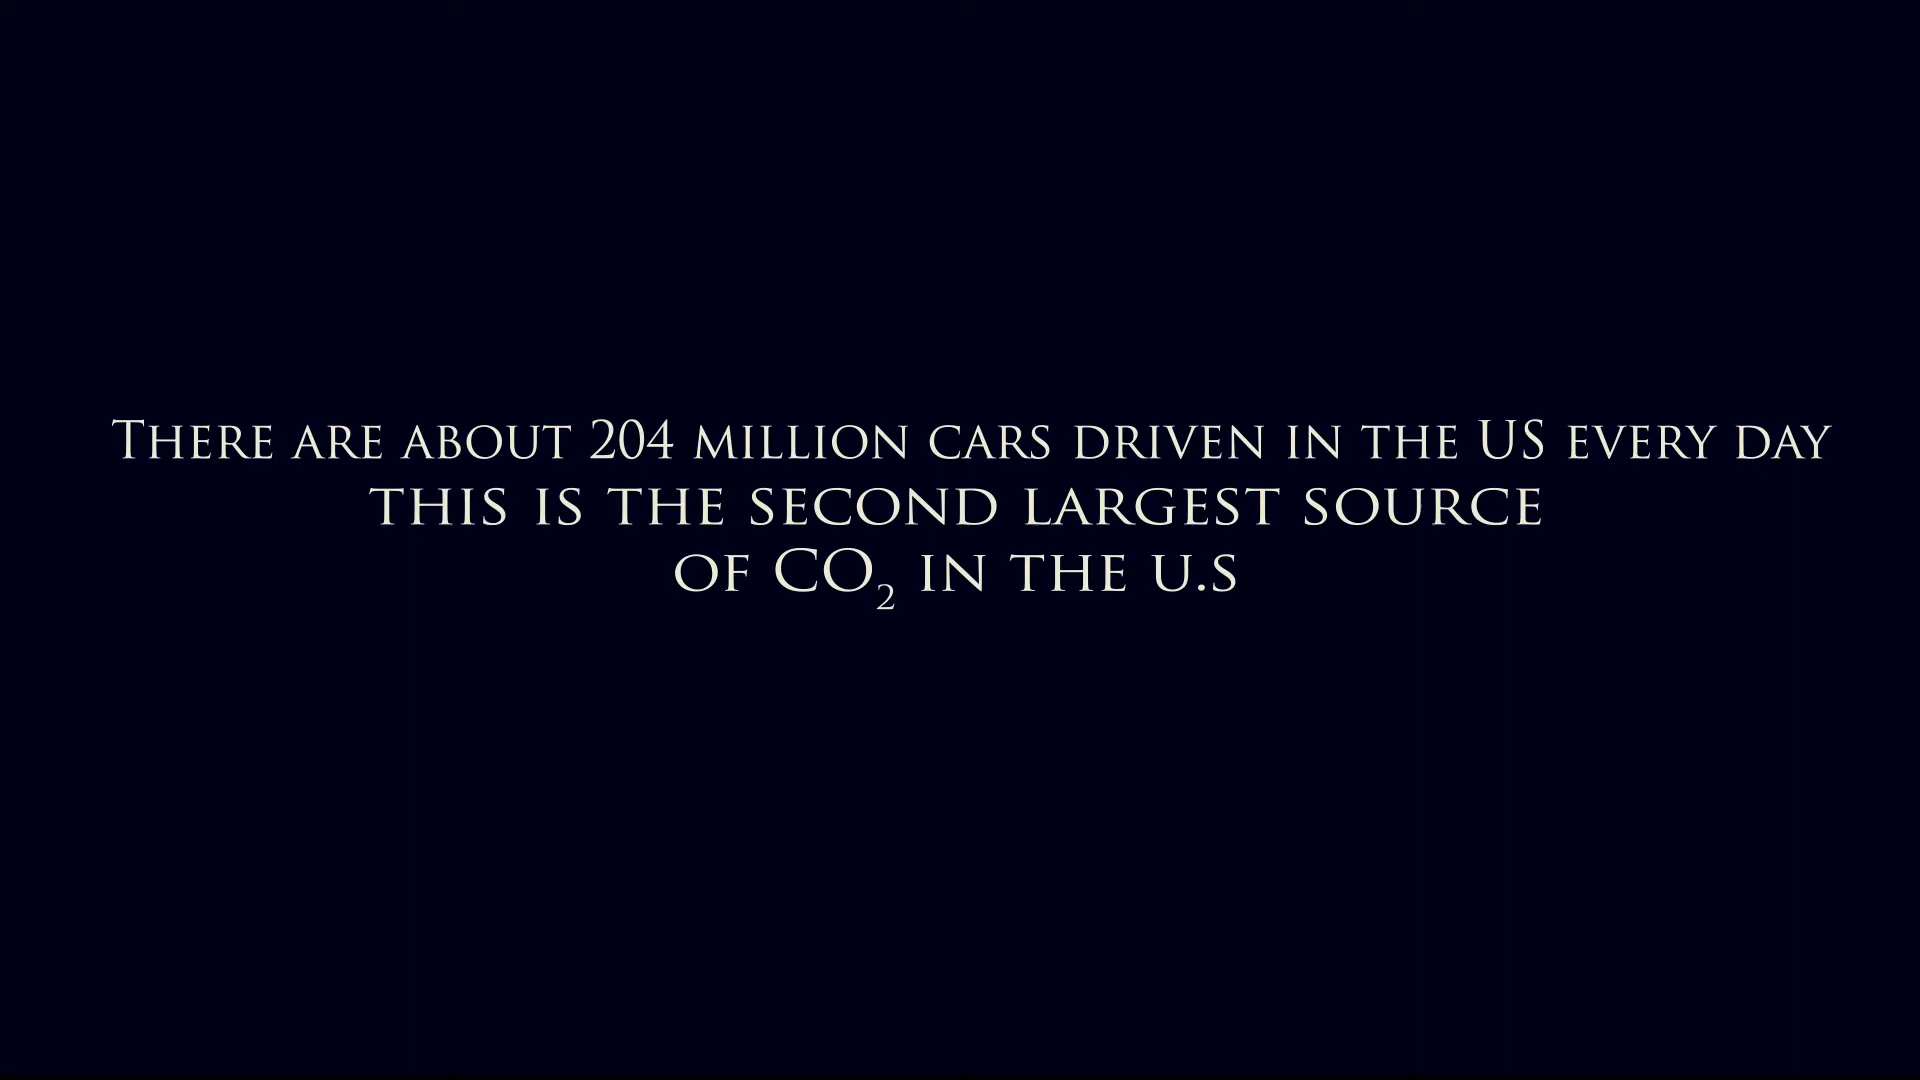 There are about 204 million cars driven in the US every day
this is the second largest source
of CO₂ in the u.s